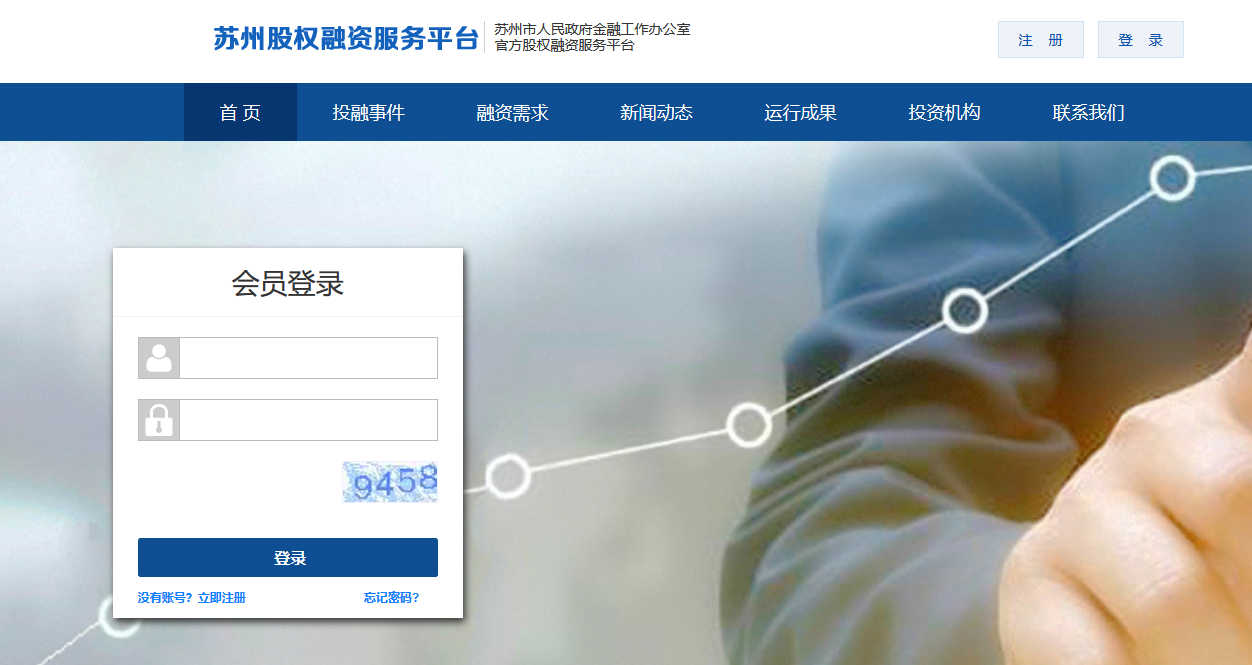 苏州股权融资服务平台
苏州市人民政府金融工作办公室
官方股权融资服务平台
注 册
登 录
首 页
投融事件
融资需求
新闻动态
运行成果
投资机构
联系我们
会员登录
9458
登录
没有账号？立即注册
忘记密码？